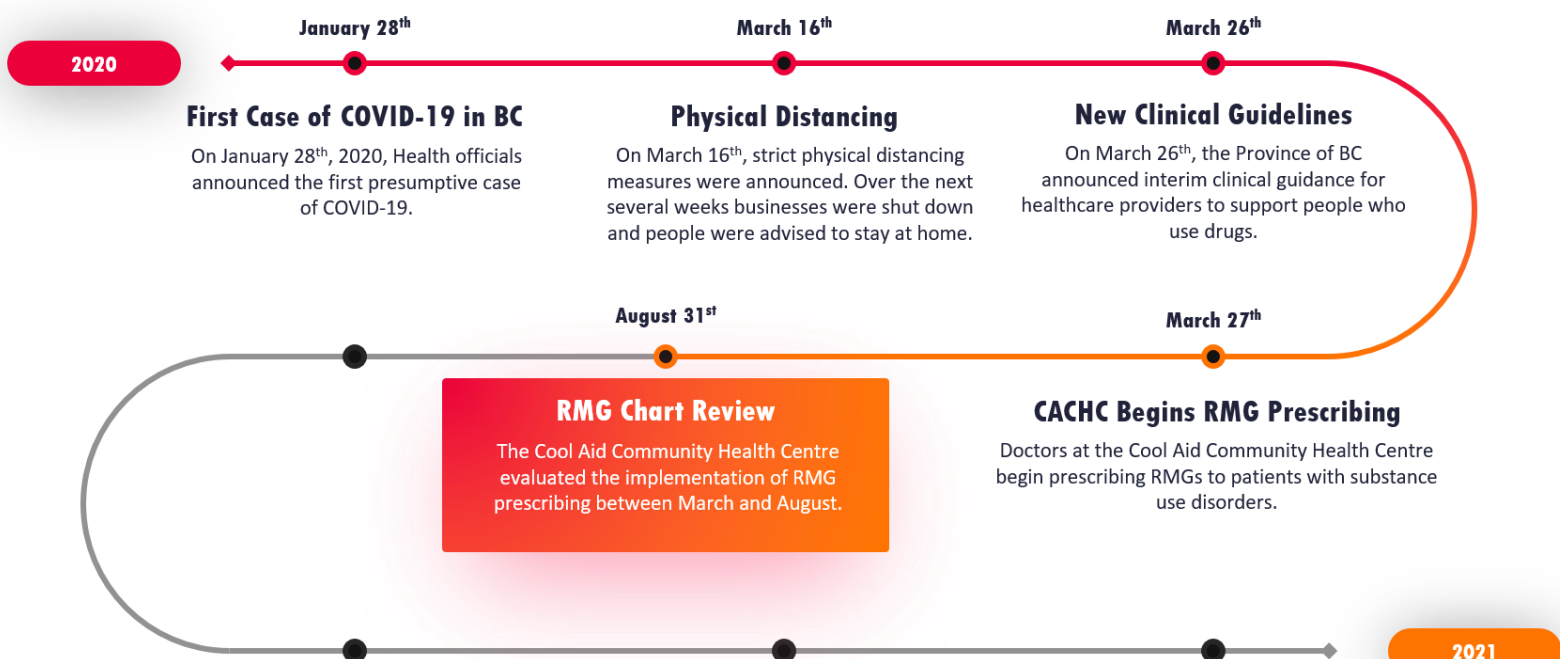 2020
January 28th
March 16th
March 26th
First Case of COVID-19 in BC
On January 28th, 2020, Health officials
announced the first presumptive case
of COVID-19.
Physical Distancing
On March 16th, strict physical distancing
measures were announced. Over the next
several weeks businesses were shut down
and people were advised to stay at home.
New Clinical Guidelines
On March 26th, the Province of BC
announced interim clinical guidance for
healthcare providers to support people who
use drugs.
March 27th
CACHC Begins RMG Prescribing
Doctors at the Cool Aid Community Health Centre
begin prescribing RMGs to patients with substance
use disorders.
August 31st
RMG Chart Review
The Cool Aid Community Health Centre
evaluated the implementation of RMG
prescribing between March and August.
2021